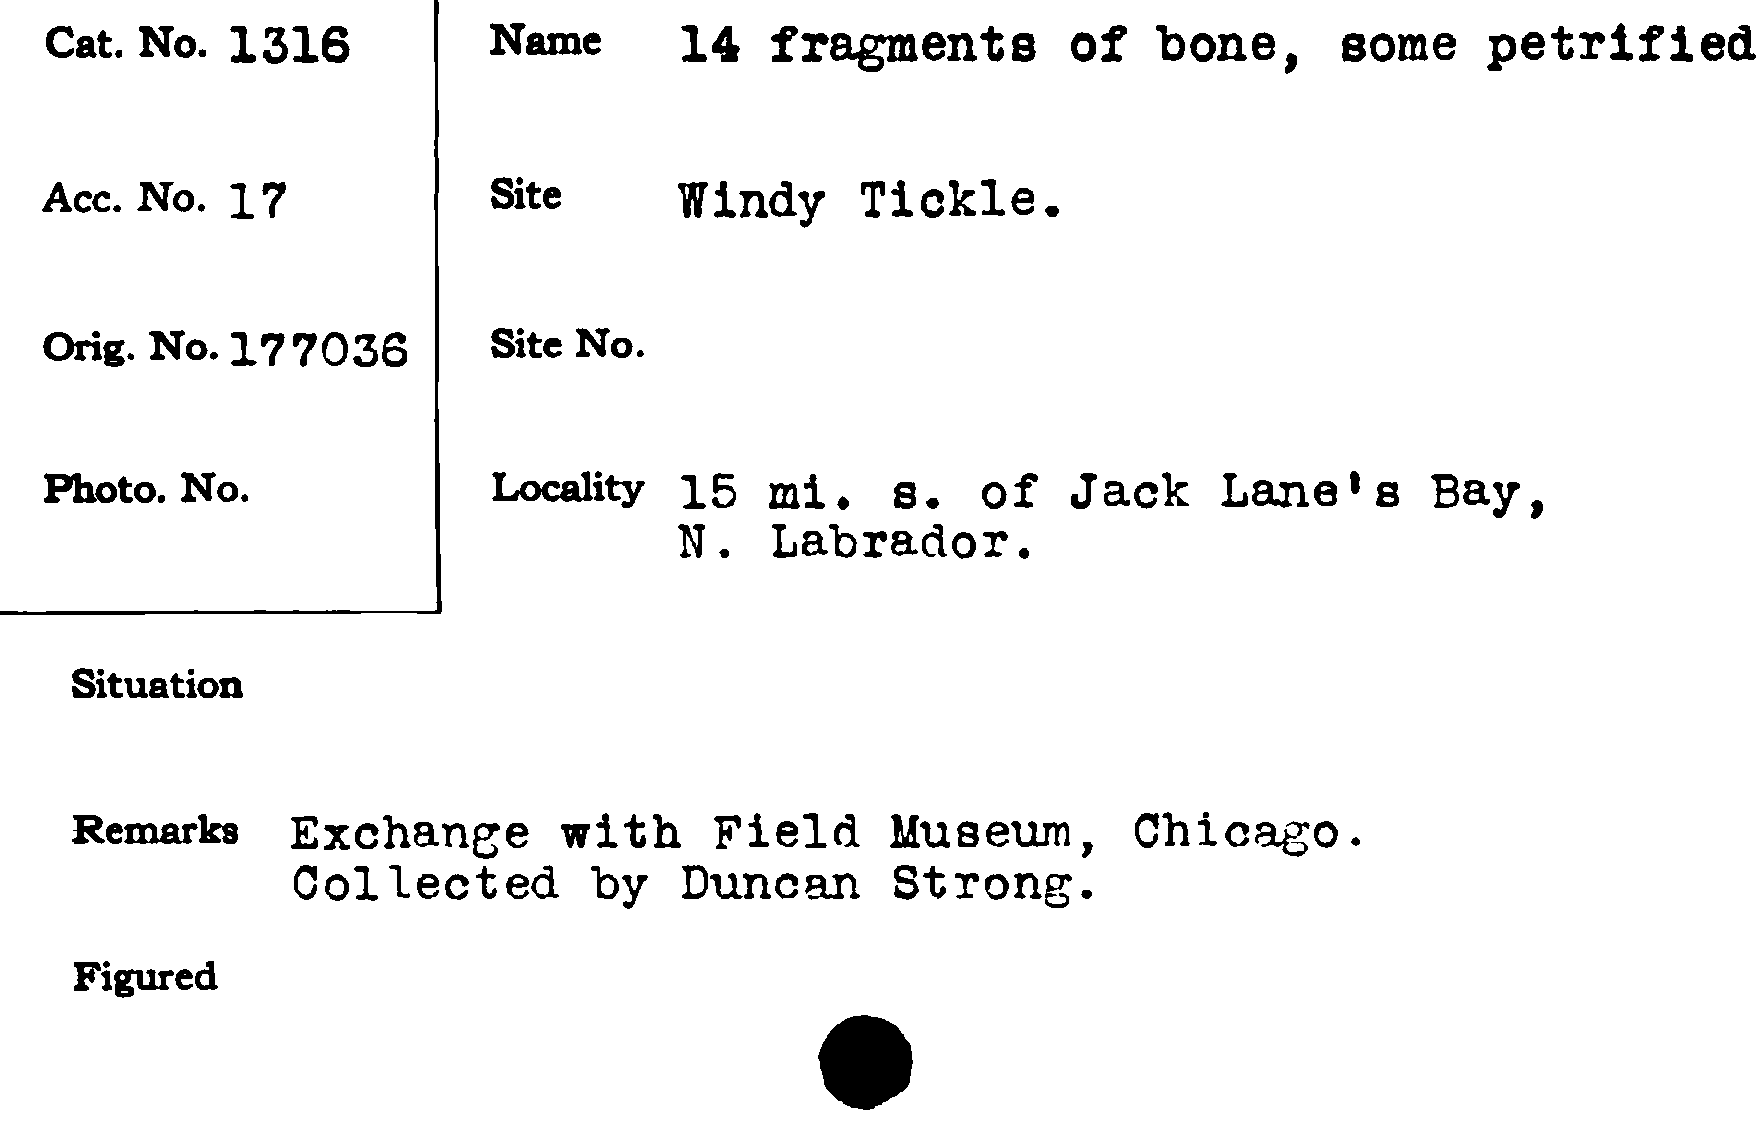 Cat. No. 1316
Name 14 fragments of bone, some petrified
Acc. No. 17
Site Windy Tickle.
Orig. No. 177036
Site No.
Photo. No.
Locality 15 mi. s. of Jack Lane's Bay,
N. Labrador.
Situation
Remarks Exchange with Field Museum, Chicago.
Collected by Duncan Strong.
Figured